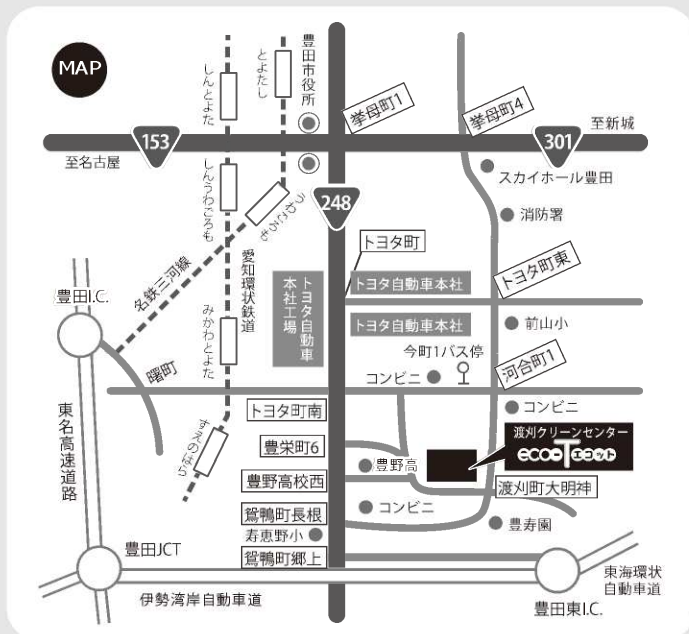 MAP
しんとよた
とよたし
豊田市役所
挙母町1
挙母町4
至新城
153
301
至名古屋
スカイホール豊田
しんうわごろも
うわごろも
248
消防署
トヨタ町
トヨタ町東
名鉄三河線
愛知環状鉄道
トヨタ自動車
本社工場
トヨタ自動車本社
豊田I.C.
みかわとよた
トヨタ自動車本社
前山小
今町1バス停
河合町1
曙町
コンビニ
東名高速道路
すえのはら
トヨタ町南
コンビニ
渡刈クリーンセンター
eco-T エコット
豊栄町6
豊野高
豊野高校西
渡刈町大明神
鴛鴨町長根
コンビニ
寿恵野小
豊寿園
鴛鴨町郷上
豊田JCT
伊勢湾岸自動車道
豊田東I.C.
東海環状
自動車道